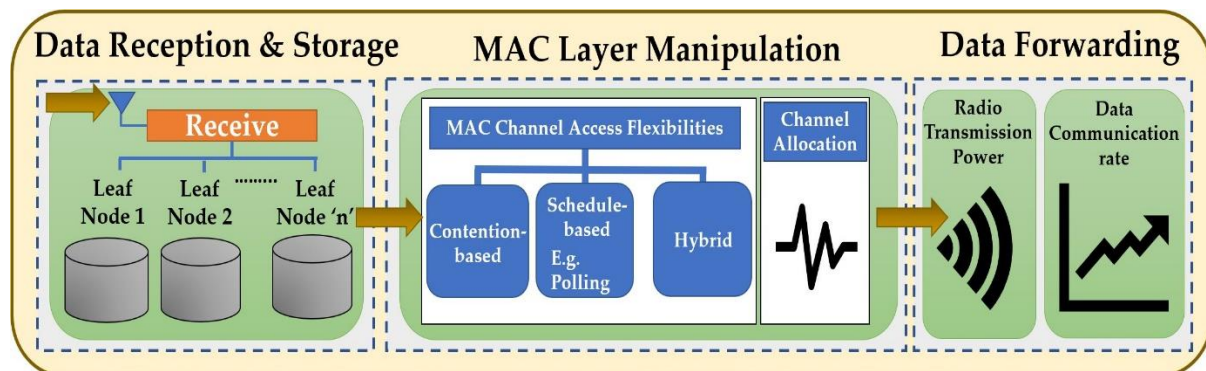 Data Reception & Storage
Receive
Leaf
Node 1
Leaf
Node 2
.........
Leaf
Node ‘n’
MAC Layer Manipulation
MAC Channel Access Flexibilities
Contention-
based
Schedule-
based
E.g.
Polling
Hybrid
Channel
Allocation
Data Forwarding
Radio
Transmission
Power
Data
Communication
rate